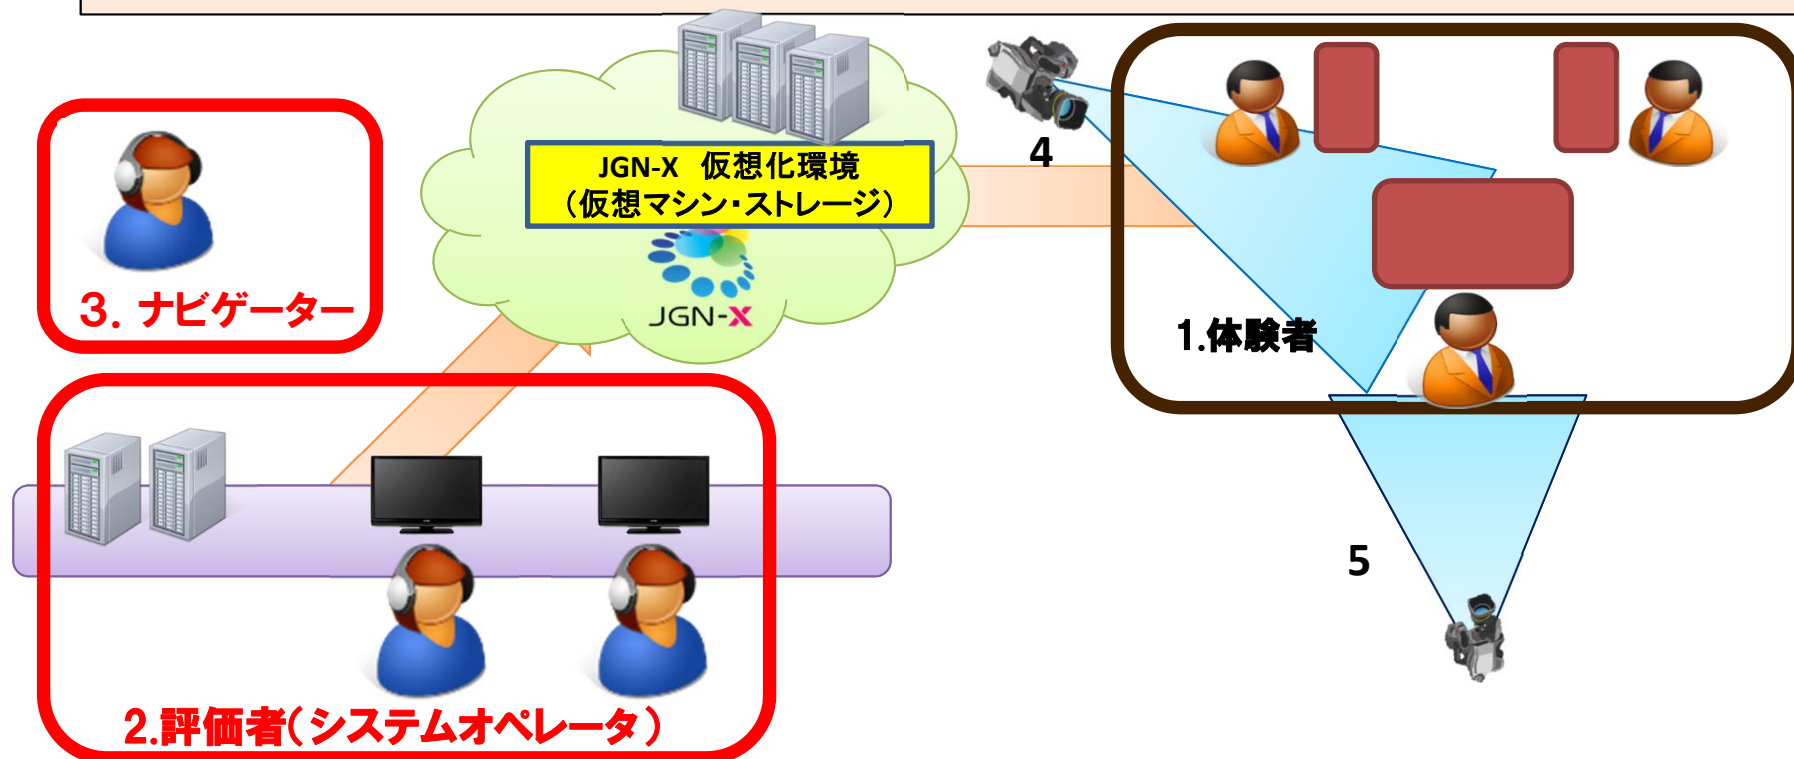 JGN-X 仮想化環境
（仮想マシン・ストレージ）
JGN-X
4
3．ナビゲーター
1.体験者
5
2.評価者（システムオペレータ）